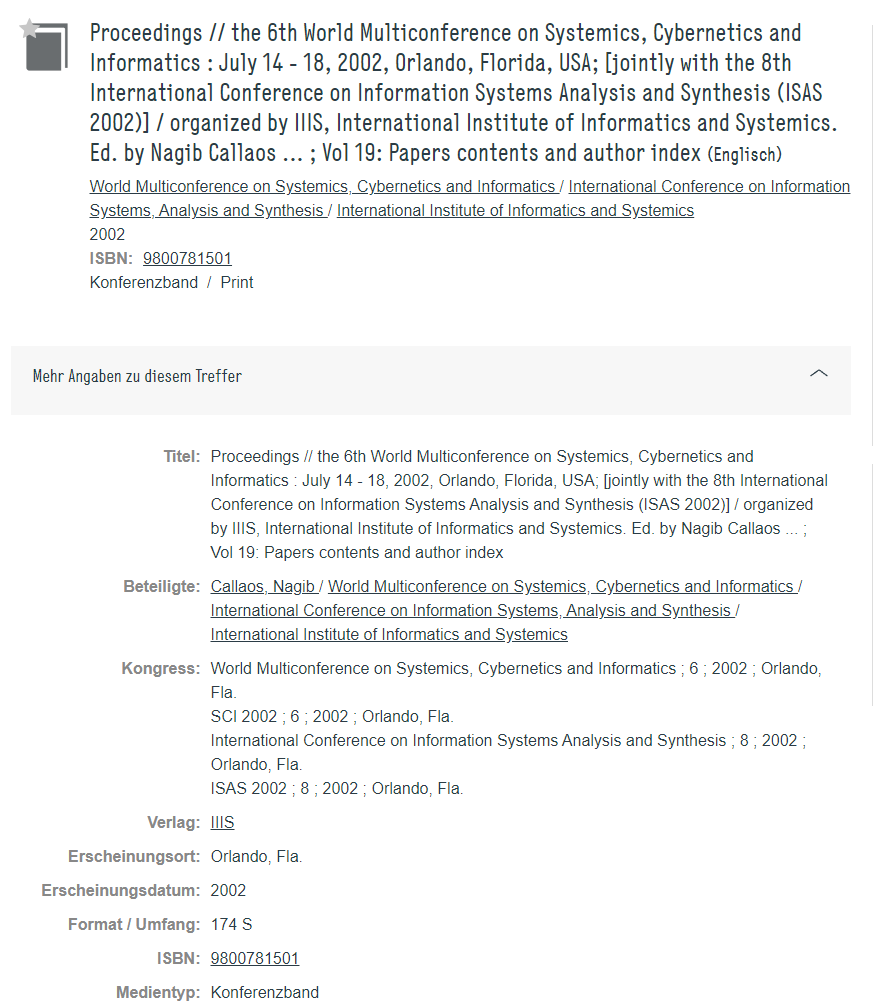 Proceedings // the 6th World Multiconference on Systemics, Cybernetics and
Informatics : July 14 - 18, 2002, Orlando, Florida, USA; [jointly with the 8th
International Conference on Information Systems Analysis and Synthesis (ISAS
2002)] / organized by IIIS, International Institute of Informatics and Systemics.
Ed. by Nagib Callaos ... ; Vol 19: Papers contents and author index (Englisch)
World Multiconference on Systemics, Cybernetics and Informatics / International Conference on Information
Systems, Analysis and Synthesis / International Institute of Informatics and Systemics
2002
ISBN: 9800781501
Konferenzband / Print
Mehr Angaben zu diesem Treffer
Titel: Proceedings // the 6th World Multiconference on Systemics, Cybernetics and
Informatics : July 14 - 18, 2002, Orlando, Florida, USA; [jointly with the 8th International
Conference on Information Systems Analysis and Synthesis (ISAS 2002)] / organized
by IIIS, International Institute of Informatics and Systemics. Ed. by Nagib Callaos ... ;
Vol 19: Papers contents and author index
Beteiligte: Callaos, Nagib / World Multiconference on Systemics, Cybernetics and Informatics /
International Conference on Information Systems, Analysis and Synthesis /
International Institute of Informatics and Systemics
Kongress: World Multiconference on Systemics, Cybernetics and Informatics ; 6 ; 2002 ; Orlando,
Fla.
SCI 2002 ; 6 ; 2002 ; Orlando, Fla.
International Conference on Information Systems Analysis and Synthesis ; 8 ; 2002 ;
Orlando, Fla.
ISAS 2002 ; 8 ; 2002 ; Orlando, Fla.
Verlag: IIIS
Erscheinungsort: Orlando, Fla.
Erscheinungsdatum: 2002
Format / Umfang: 174 S
ISBN: 9800781501
Medientyp: Konferenzband